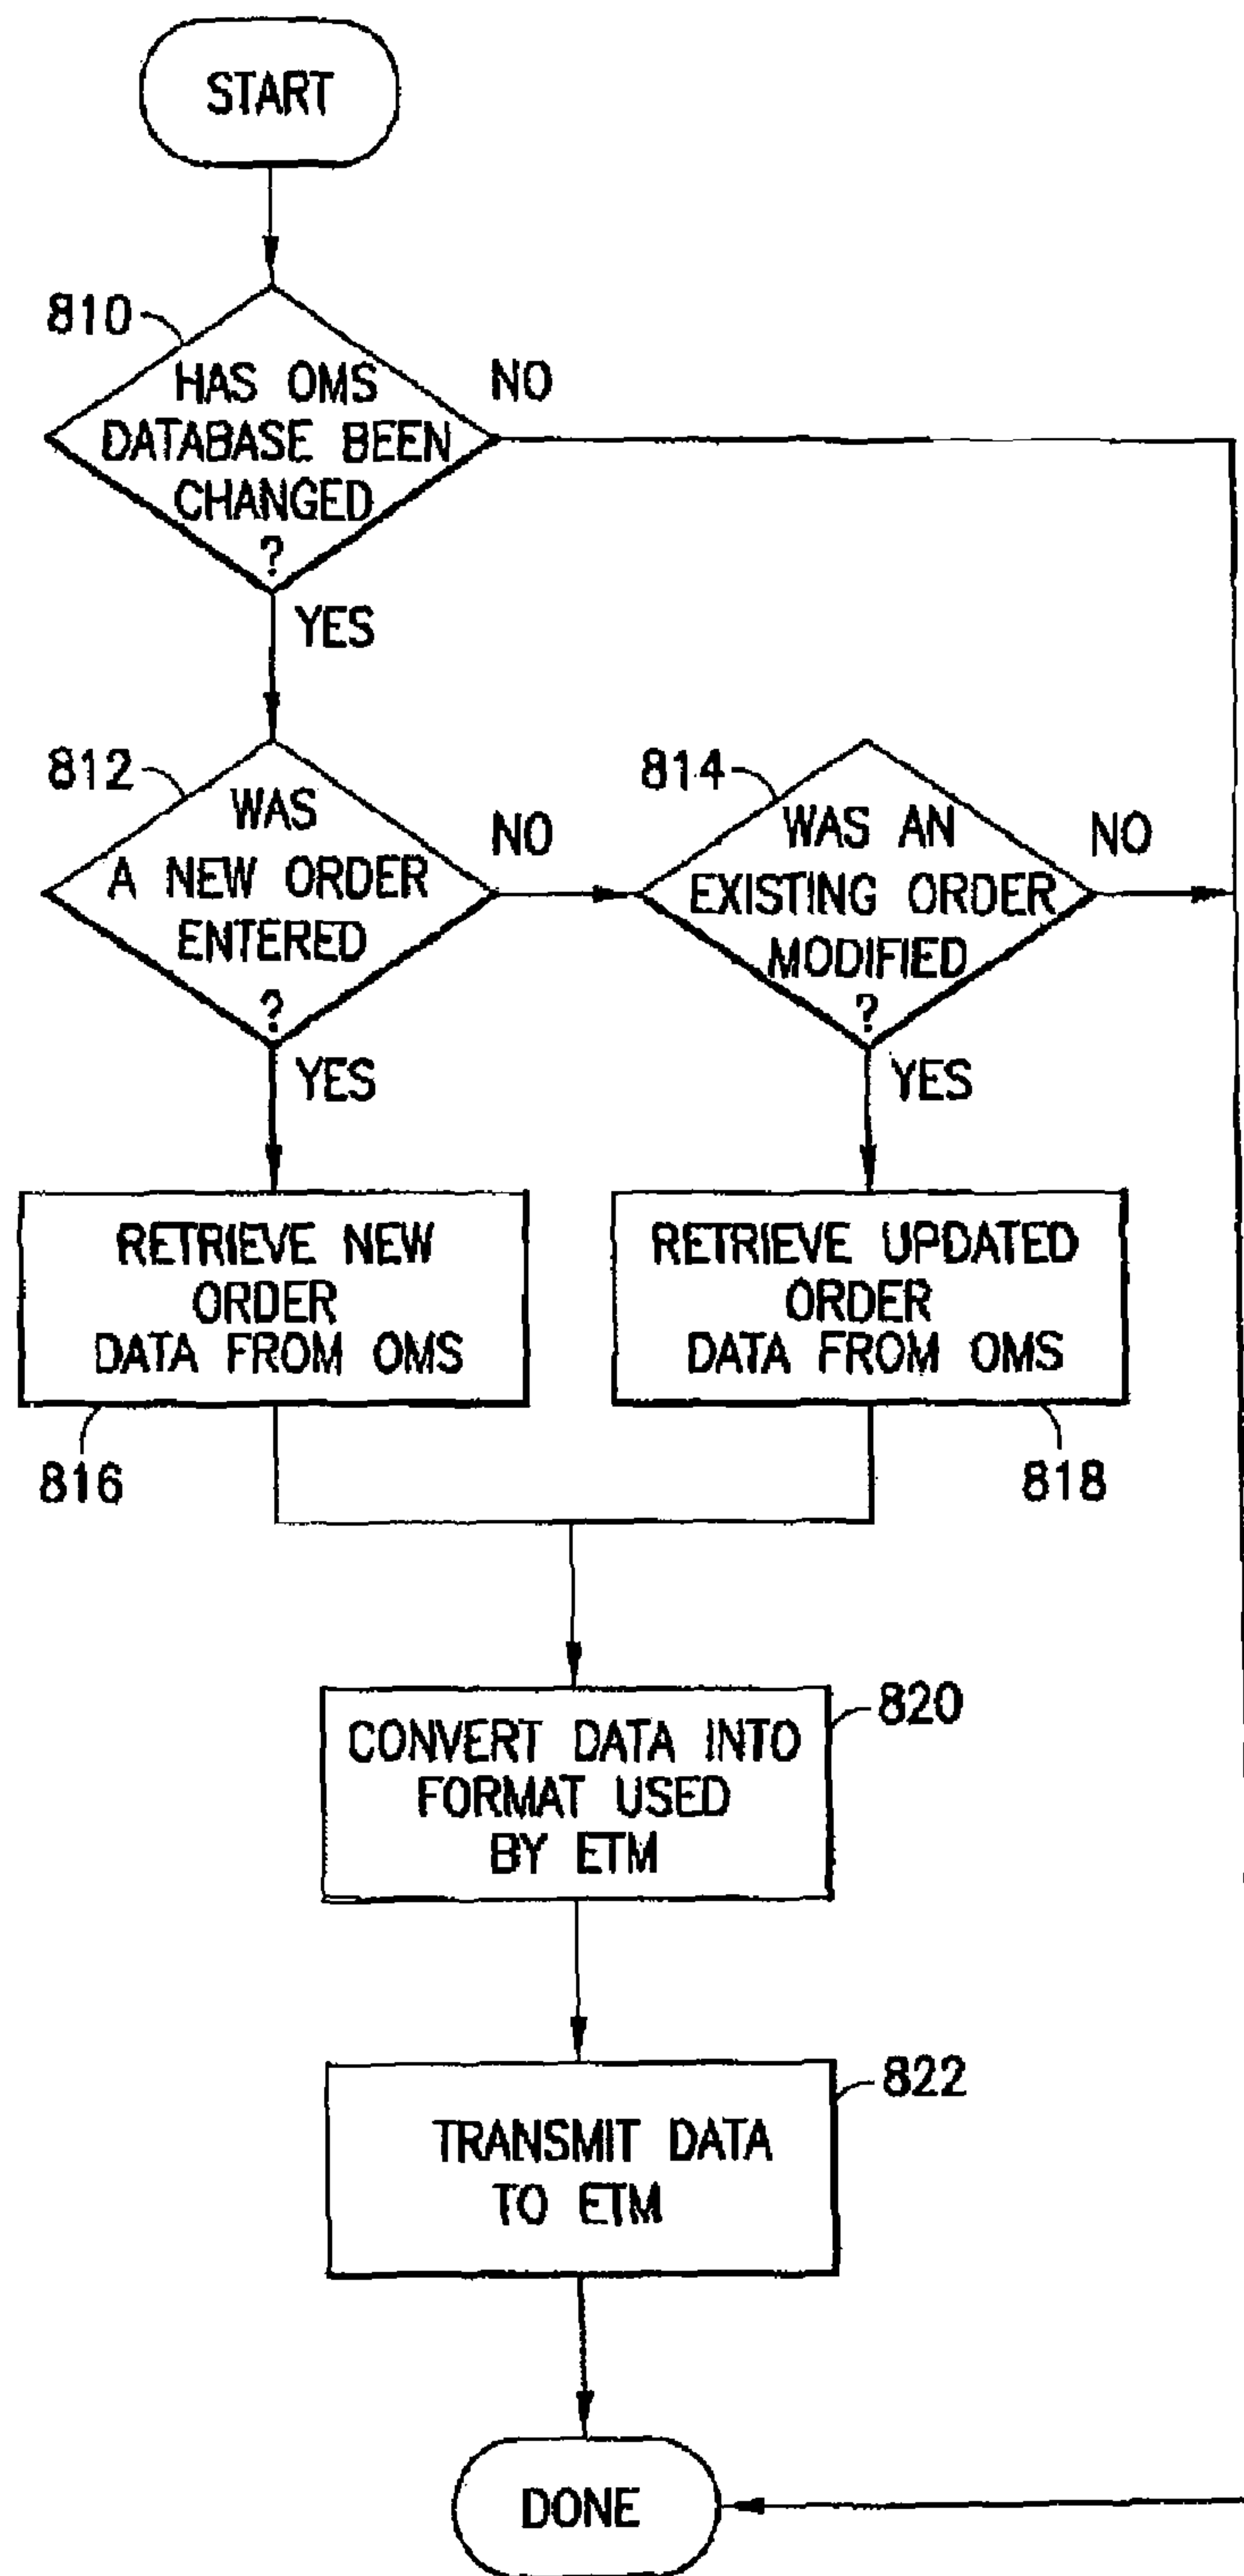 START
810
HAS OMS
DATABASE BEEN
CHANGED
?
NO
YES
812
WAS
A NEW ORDER
ENTERED
?
NO
YES
814
WAS AN
EXISTING ORDER
MODIFIED
?
NO
YES
RETRIEVE NEW
ORDER
DATA FROM OMS
816
RETRIEVE UPDATED
ORDER
DATA FROM OMS
818
CONVERT DATA INTO
FORMAT USED
BY ETM
820
TRANSMIT DATA
TO ETM
822
DONE